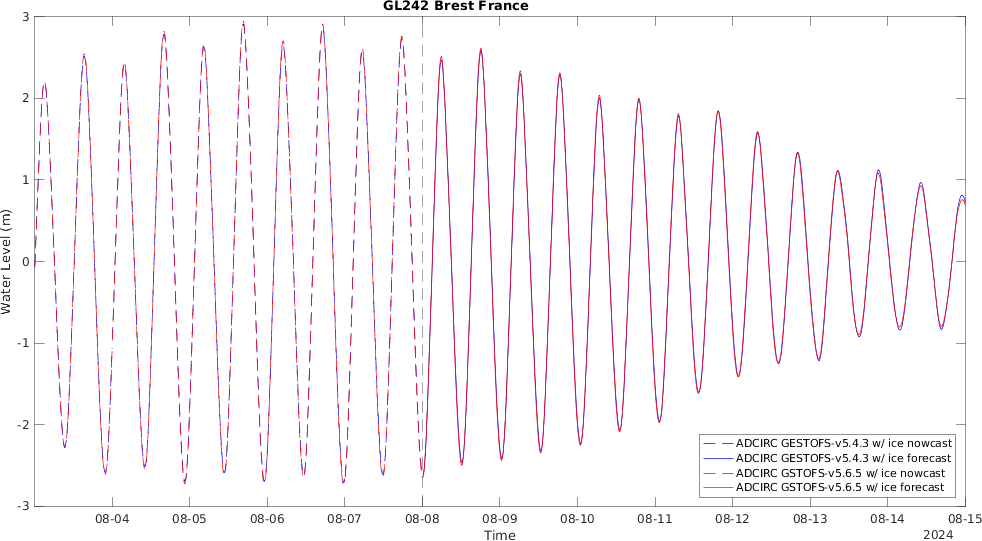 GL242 Brest France
3
2
1
0
-1
-2
-3
Water Level (m)
ADCIRC GESTOFS-v5.4.3 w/ ice nowcast
ADCIRC GESTOFS-v5.4.3 w/ ice forecast
ADCIRC GSTOFS-v5.6.5 w/ ice nowcast
ADCIRC GSTOFS-v5.6.5 w/ ice forecast
08-04 08-05 08-06 08-07 08-08 08-09 08-10 08-11 08-12 08-13 08-14 08-15
Time
2024